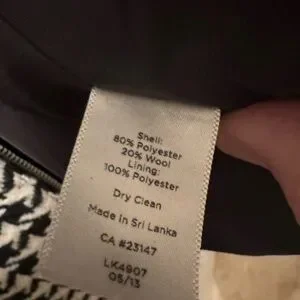 Shell:
80% Polyester
20% Wool
Lining:
100% Polyester
Dry Clean
Made In Sri Lanka
CA #23147
LK4907
05/13